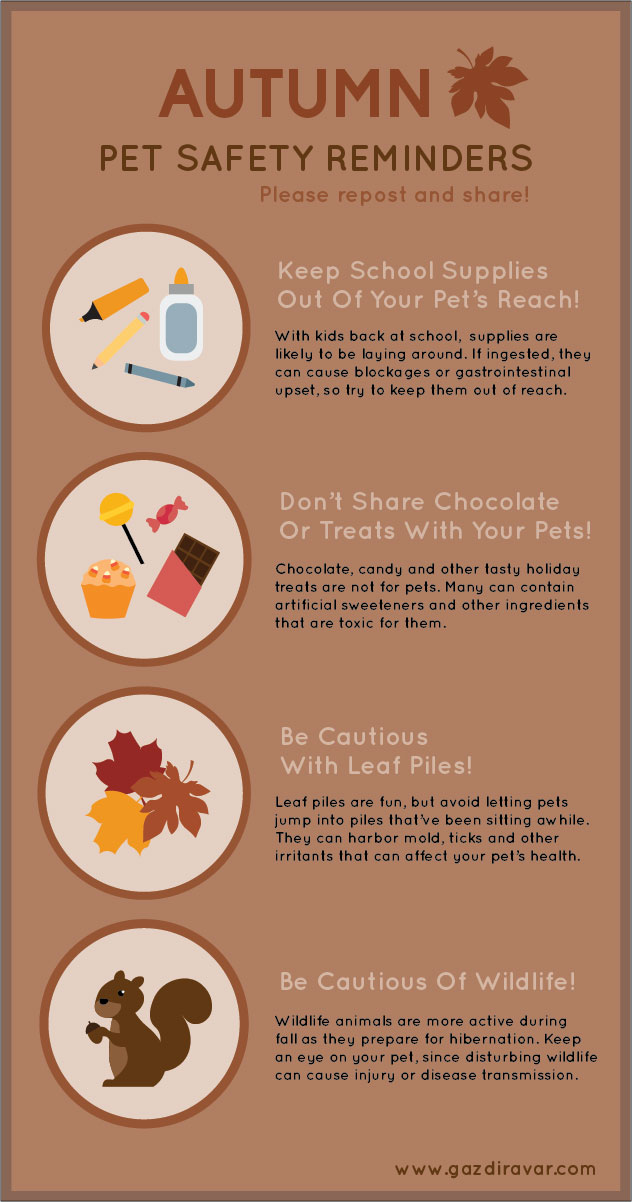 AUTUMN
PET SAFETY REMINDERS
Please repost and share!
Keep School Supplies
Out Of Your Pet's Reach!
With kids back at school, supplies are
likely to be laying around. If ingested, they
can cause blockages or gastrointestinal
upset, so try to keep them out of reach.
Don't Share Chocolate
Or Treats With Your Pets!
Chocolate, candy and other tasty holiday
treats are not for pets. Many can contain
artificial sweeteners and other ingredients
that are toxic for them.
Be Cautious
With Leaf Piles!
Leaf piles are fun, but avoid letting pets
jump into piles that've been sitting awhile.
They can harbor mold, ticks and other
irritants that can affect your pet's health.
Be Cautious Of Wildlife!
Wildlife animals are more active during
fall as they prepare for hibernation. Keep
an eye on your pet, since disturbing wildlife
can cause injury or disease transmission.
www.gazdiravar.com